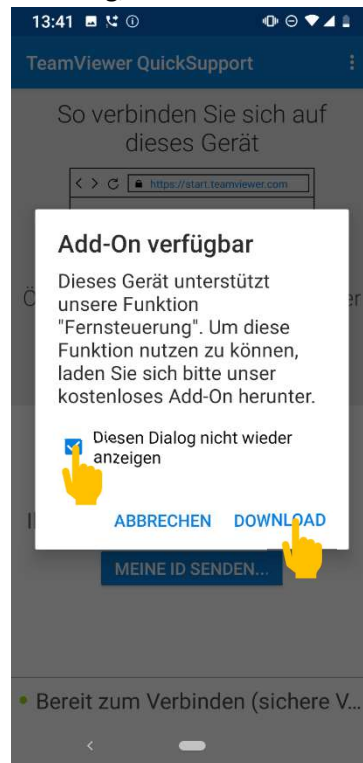 13:41
TeamViewer QuickSupport
So verbinden Sie sich auf
dieses Gerät
https://start.teamviewer.com
Add-On verfügbar
Dieses Gerät unterstützt
unsere Funktion
"Fernsteuerung". Um diese
Funktion nutzen zu können,
laden Sie sich bitte unser
kostenloses Add-On herunter.
Diesen Dialog nicht wieder
anzeigen
ABBRECHEN DOWNLOAD
MEINE ID SENDEN...
Bereit zum Verbinden (sichere V...